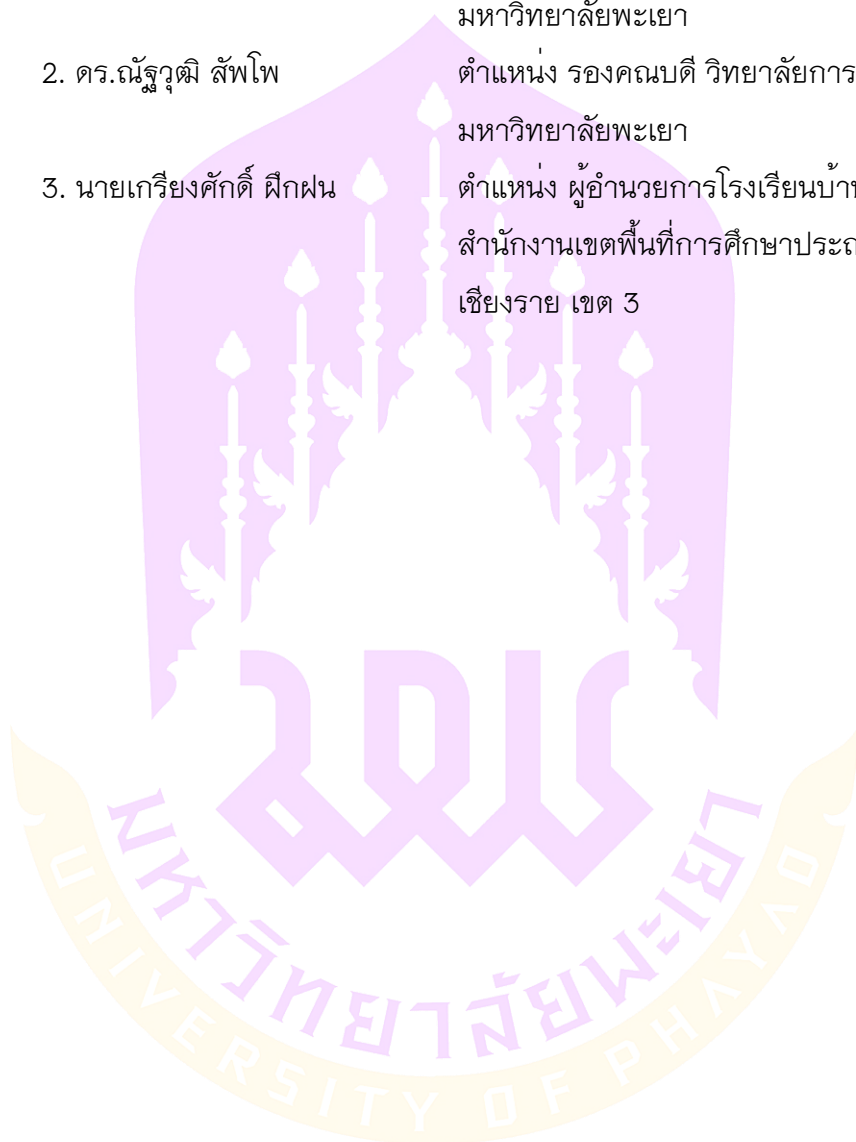 มหาวิทยาลัยพะเยา
2. ดร.ณัฐวุฒิ สัพโพ ตำแหน่ง รองคณบดี วิทยาลัยการ
มหาวิทยาลัยพะเยา
3. นายเกรียงศักดิ์ ฝึกฝน ตำแหน่ง ผู้อำนวยการโรงเรียนบ้าน
สำนักงานเขตพื้นที่การศึกษาประถ
เชียงราย เขต 3
มหาวิทยาลัยพะเยา
UNIVERSITY OF PHAYAO